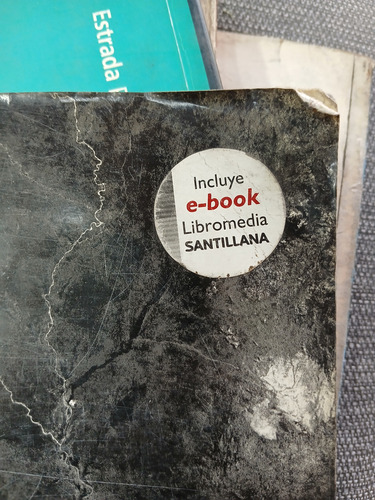 Estrada
Incluye
e-book
Libromedia
SANTILLANA